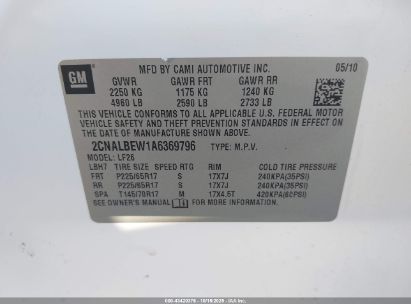 GM
MFD BY CAMI AUTOMOTIVE INC.
05/10
GVWR GAWR FRT GAWR RR
2250 KG 1175 KG 1240 KG
4960 LB 2590 LB 2733 LB
THIS VEHICLE CONFORMS TO ALL APPLICABLE U.S. FEDERAL MOTOR
VEHICLE SAFETY/BUMPER/THEFT PREVENTION STANDARDS
IN EFFECT ON THE DATE OF MANUFACTURE SHOWN ABOVE.
2CNALBEW1A6369796 TYPE: M.P.V.
MODEL: LF26
LBH7 TIRE SIZE SPEED RTG RIM COLD TIRE PRESSURE
FRT P225/65R17 S 17X7J 240KPA(35PSI)
RR P225/65R17 S 17X7J 240KPA(35PSI)
SPA T145/70R17 M 17X4.5T 420KPA(60PSI)
SEE OWNER'S MANUAL FOR MORE INFORMATION
IAA